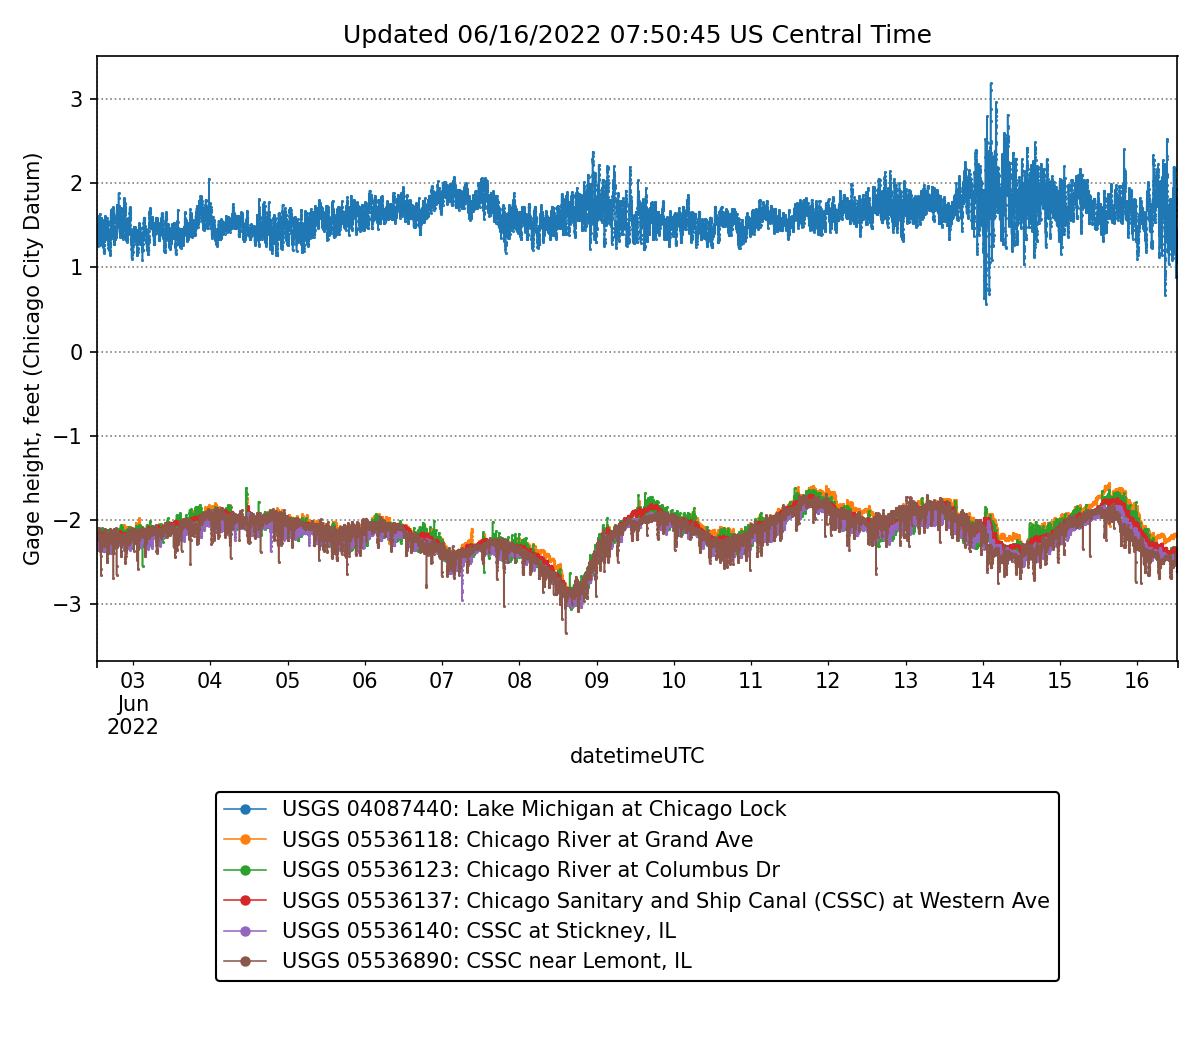 Updated 06/16/2022 07:50:45 US Central Time
Gage height, feet (Chicago City Datum)
3
2
1
0
−1
−2
−3
03 04 05 06 07 08 09 10 11 12 13 14 15 16
Jun
2022
datetimeUTC
USGS 04087440: Lake Michigan at Chicago Lock
USGS 05536118: Chicago River at Grand Ave
USGS 05536123: Chicago River at Columbus Dr
USGS 05536137: Chicago Sanitary and Ship Canal (CSSC) at Western Ave
USGS 05536140: CSSC at Stickney, IL
USGS 05536890: CSSC near Lemont, IL